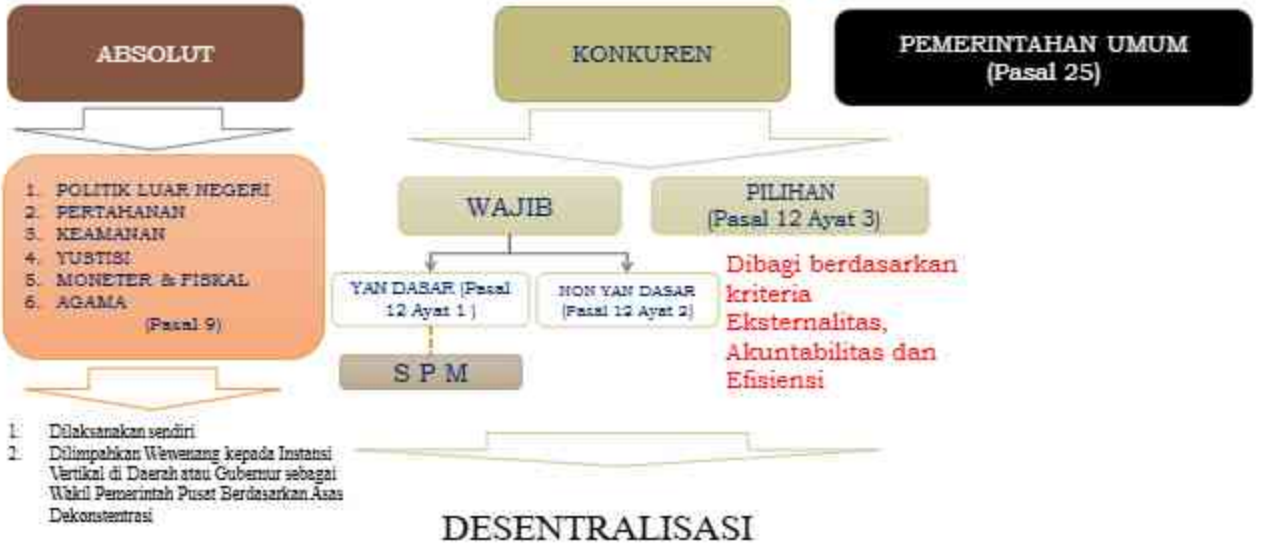 ABSOLUT
KONKUREN
PEMERINTAHAN UMUM
(Pasal 25)
1. POLITIK LUAR NEGERI
2. PERTAHANAN
3. KEAMANAN
4. YUSTISI
5. MONETER & FISKAL
6. AGAMA
(Pasal 9)
WAJIB
PILIHAN
(Pasal 12 Ayat 3)
YAN DASAR (Pasal
12 Ayat 1 )
NON YAN DASAR
(Pasal 12 Ayat 2)
S P M
Dibagi berdasarkan
kriteria
Eksternalitas,
Akuntabilitas dan
Efisiensi
1. Dilaksanakan sendiri
2. Dilimpahkan Wewenang kepada Instansi
Vertikal di Daerah atau Gubernur sebagai
Wakil Pemerintah Pusat Berdasarkan Asas
Dekonstentrasi
DESENTRALISASI